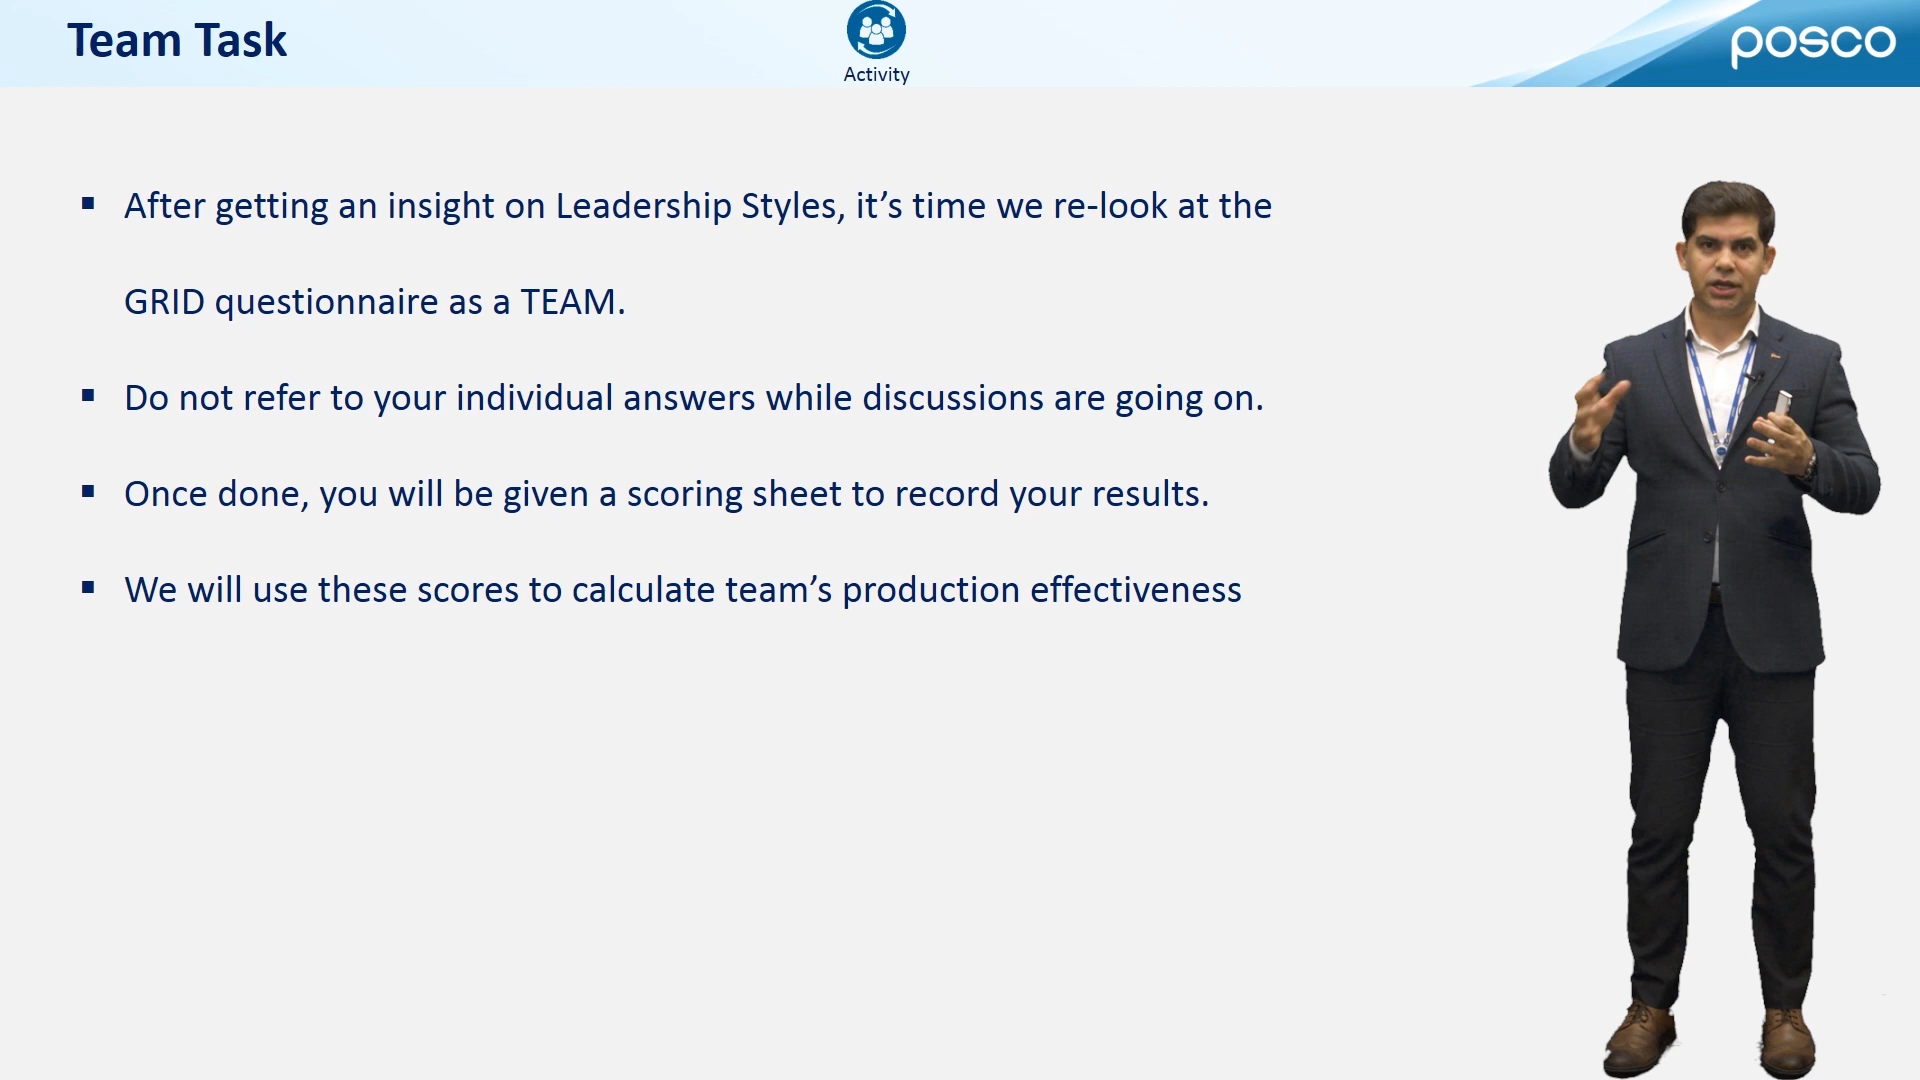 Team Task
Activity
posco
▪ After getting an insight on Leadership Styles, it’s time we re-look at the
GRID questionnaire as a TEAM.
▪ Do not refer to your individual answers while discussions are going on.
▪ Once done, you will be given a scoring sheet to record your results.
▪ We will use these scores to calculate team’s production effectiveness